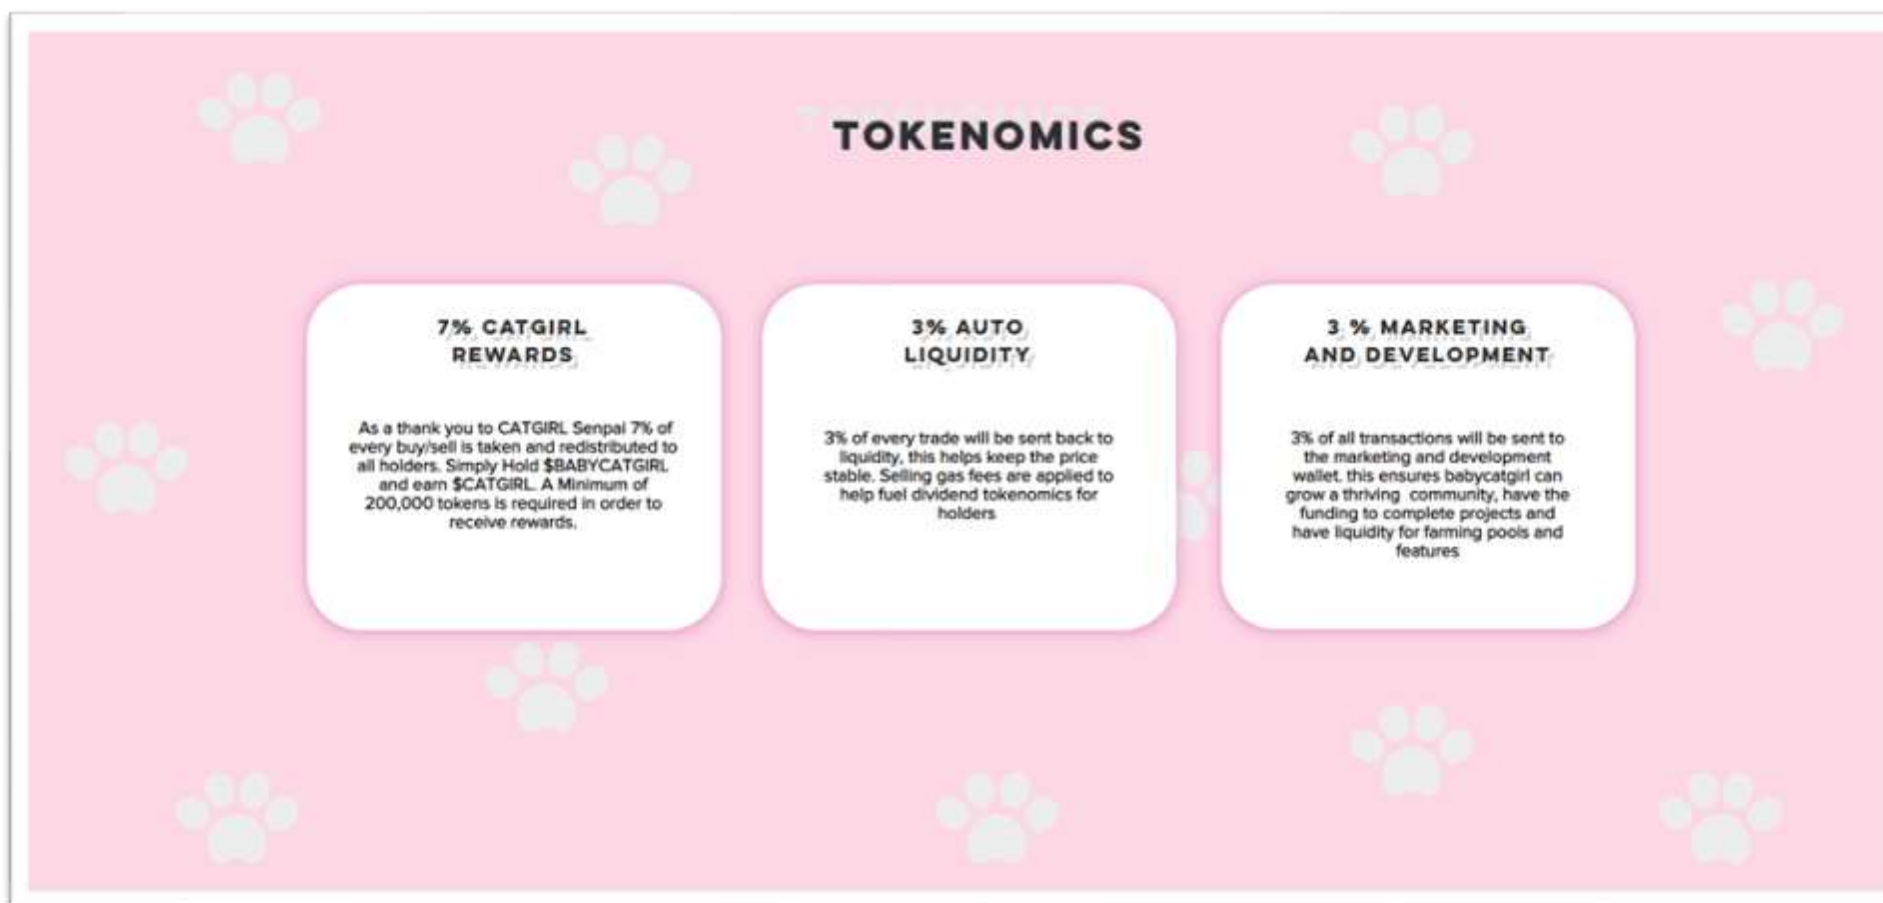 TOKENOMICS
7% CATGIRL
REWARDS
As a thank you to CATGIRL Senpai 7% of
every buy/sell is taken and redistributed to
all holders. Simply Hold $BABYCATGIRL
and earn $CATGIRL. A Minimum of
200,000 tokens is required in order to
receive rewards.
3% AUTO
LIQUIDITY
3% of every trade will be sent back to
liquidity, this helps keep the price
stable. Selling gas fees are applied to
help fuel dividend tokenomics for
holders
3 % MARKETING
AND DEVELOPMENT
3% of all transactions will be sent to
the marketing and development
wallet. this ensures babycatgirl can
grow a thriving community, have the
funding to complete projects and
have liquidity for farming pools and
features